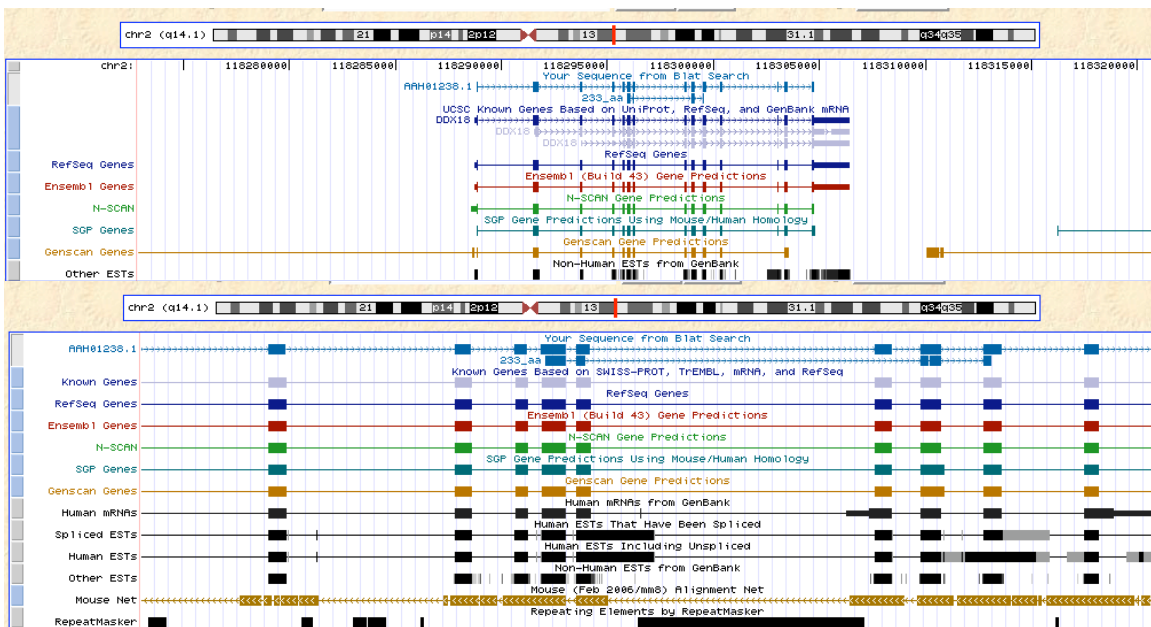 chr2 (q14.1) 21 p14 2p12 13 31.1 q34q35
chr2: 118280000 118285000 118290000 118295000 118300000 118305000 118310000 118315000 118320000
Your Sequence from Blat Search
AAH01238.1
233_aa
UCSC Known Genes Based on UniProt, RefSeq, and GenBank mRNA
DDX18
DDX18
DDX18
RefSeq Genes
RefSeq Genes
Ensembl (Build 43) Gene Predictions
Ensembl Genes
N-SCAN Gene Predictions
N-SCAN
SGP Gene Predictions Using Mouse/Human Homology
SGP Genes
Genscan Gene Predictions
Genscan Genes
Non-Human ESTs from GenBank
Other ESTs
chr2 (q14.1) 21 p14 2p12 13 31.1 q34q35
Your Sequence from Blat Search
AAH01238.1
233_aa
Known Genes Based on SWISS-PROT, TrEMBL, mRNA, and RefSeq
Known Genes
RefSeq Genes
RefSeq Genes
Ensembl (Build 43) Gene Predictions
Ensembl Genes
N-SCAN Gene Predictions
N-SCAN
SGP Gene Predictions Using Mouse/Human Homology
SGP Genes
Genscan Gene Predictions
Genscan Genes
Human mRNAs from GenBank
Human mRNAs
Human ESTs That Have Been Spliced
Spliced ESTs
Human ESTs Including Unspliced
Human ESTs
Non-Human ESTs from GenBank
Other ESTs
Mouse (Feb 2006/mm8) Alignment Net
Mouse Net
Repeating Elements by RepeatMasker
RepeatMasker